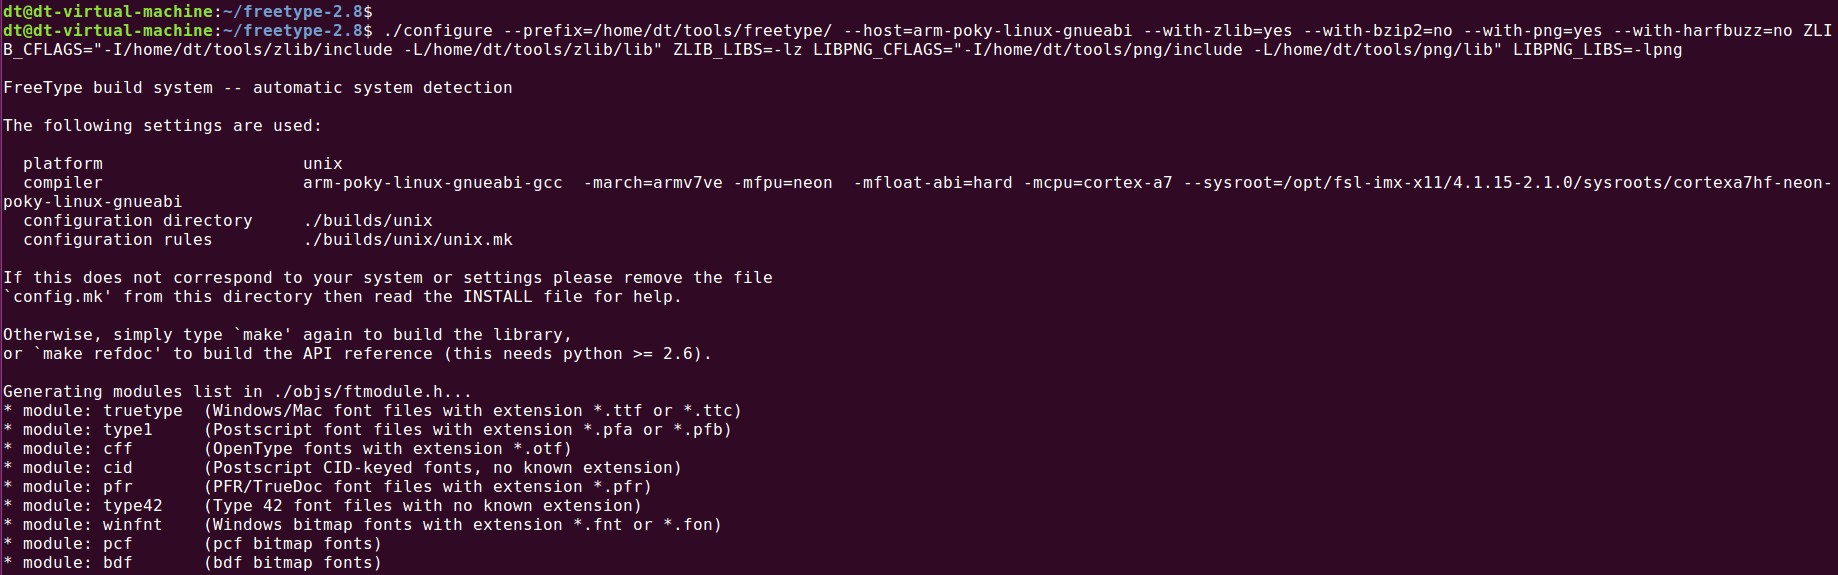 dt@dt-virtual-machine:~/freetype-2.8$
dt@dt-virtual-machine:~/freetype-2.8$ ./configure --prefix=/home/dt/tools/freetype/ --host=arm-poky-linux-gnueabi --with-zlib=yes --with-bzip2=no --with-png=yes --with-harfbuzz=no ZLI
B_CFLAGS="-I/home/dt/tools/zlib/include -L/home/dt/tools/zlib/lib" ZLIB_LIBS=-lz LIBPNG_CFLAGS="-I/home/dt/tools/png/include -L/home/dt/tools/png/lib" LIBPNG_LIBS=-lpng
FreeType build system -- automatic system detection
The following settings are used:
platform                    unix
compiler                    arm-poky-linux-gnueabi-gcc  -march=armv7ve -mfpu=neon  -mfloat-abi=hard -mcpu=cortex-a7 --sysroot=/opt/fsl-imx-x11/4.1.15-2.1.0/sysroots/cortexa7hf-neon-
poky-linux-gnueabi
configuration directory     ./builds/unix
configuration rules         ./builds/unix/unix.mk
If this does not correspond to your system or settings please remove the file
`config.mk' from this directory then read the INSTALL file for help.
Otherwise, simply type `make' again to build the library,
or `make refdoc' to build the API reference (this needs python >= 2.6).
Generating modules list in ./objs/ftmodule.h...
* module: truetype  (Windows/Mac font files with extension *.ttf or *.ttc)
* module: type1     (Postscript font files with extension *.pfa or *.pfb)
* module: cff       (OpenType fonts with extension *.otf)
* module: cid       (Postscript CID-keyed fonts, no known extension)
* module: pfr       (PFR/TrueDoc font files with extension *.pfr)
* module: type42    (Type 42 font files with no known extension)
* module: winfnt    (Windows bitmap fonts with extension *.fnt or *.fon)
* module: pcf       (pcf bitmap fonts)
* module: bdf       (bdf bitmap fonts)